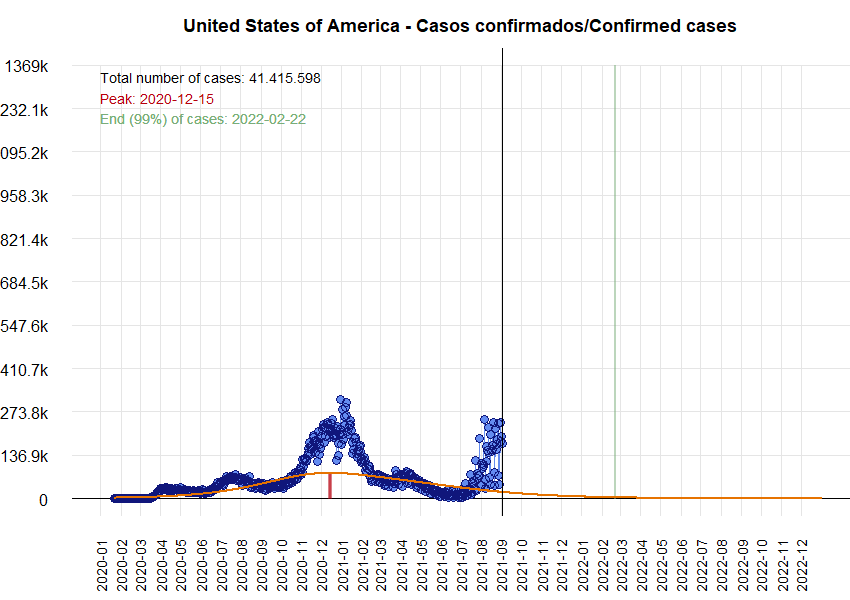 United States of America - Casos confirmados/Confirmed cases
Total number of cases: 41.415.598
Peak: 2020-12-15
End (99%) of cases: 2022-02-22
1369k
232.1k
095.2k
958.3k
821.4k
684.5k
547.6k
410.7k
273.8k
136.9k
0
2020-01
2020-02
2020-03
2020-04
2020-05
2020-06
2020-07
2020-08
2020-09
2020-10
2020-11
2020-12
2021-01
2021-02
2021-03
2021-04
2021-05
2021-06
2021-07
2021-08
2021-09
2021-10
2021-11
2021-12
2022-01
2022-02
2022-03
2022-04
2022-05
2022-06
2022-07
2022-08
2022-09
2022-10
2022-11
2022-12